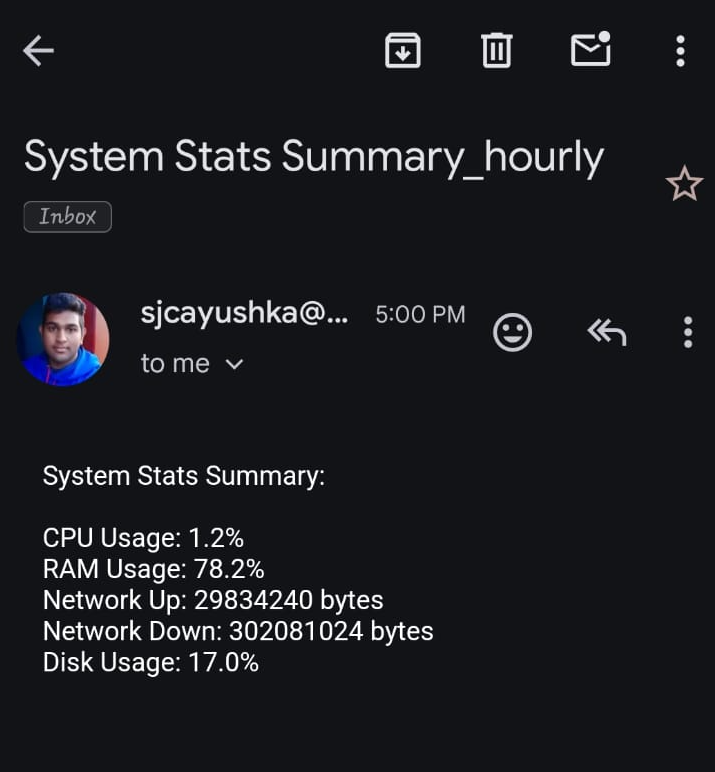 System Stats Summary_hourly
Inbox
sjcayushka@... 5:00 PM
to me
System Stats Summary:
CPU Usage: 1.2%
RAM Usage: 78.2%
Network Up: 29834240 bytes
Network Down: 302081024 bytes
Disk Usage: 17.0%